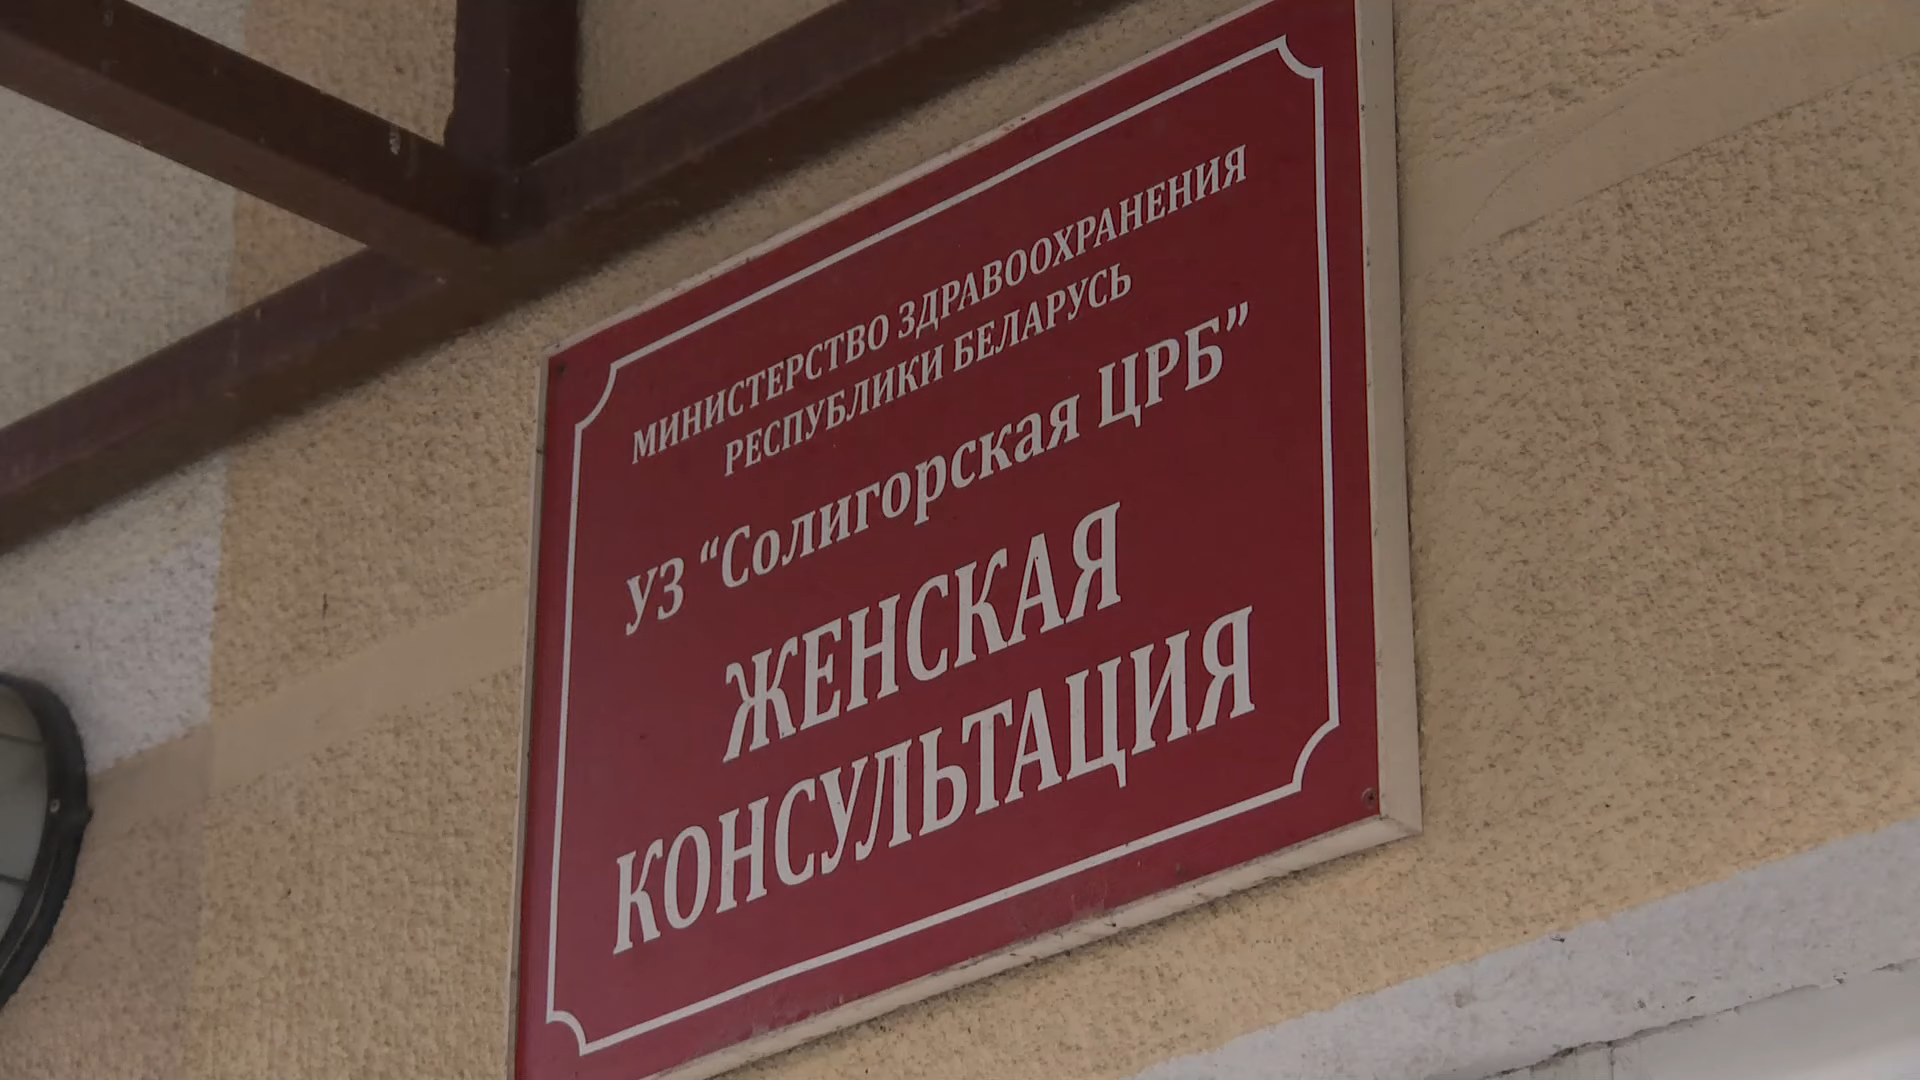 МИНИСТЕРСТВО ЗДРАВООХРАНЕНИЯ
РЕСПУБЛИКИ БЕЛАРУСЬ
УЗ “Солигорская ЦРБ”
ЖЕНСКАЯ
КОНСУЛЬТАЦИЯ